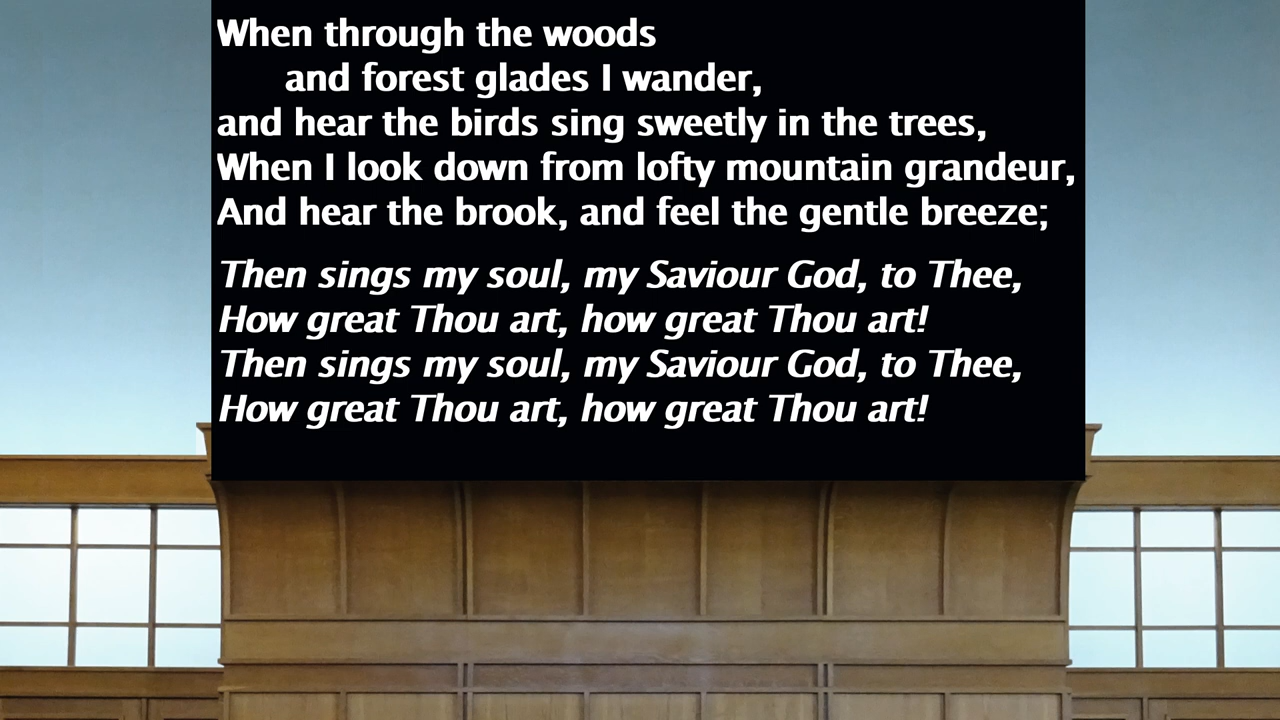 When through the woods
and forest glades I wander,
and hear the birds sing sweetly in the trees,
When I look down from lofty mountain grandeur,
And hear the brook, and feel the gentle breeze;
Then sings my soul, my Saviour God, to Thee,
How great Thou art, how great Thou art!
Then sings my soul, my Saviour God, to Thee,
How great Thou art, how great Thou art!